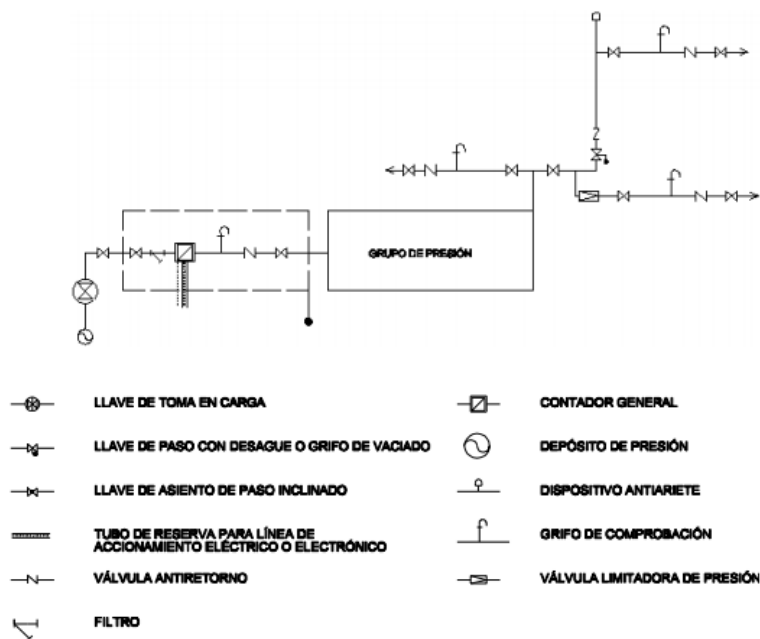 GRUPO DE PRESIÓN
LLAVE DE TOMA EN CARGA
CONTADOR GENERAL
LLAVE DE PASO CON DESAGUE O GRIFO DE VACIADO
DEPÓSITO DE PRESIÓN
LLAVE DE ASIENTO DE PASO INCLINADO
DISPOSITIVO ANTIARIETE
TUBO DE RESERVA PARA LÍNEA DE
ACCIONAMIENTO ELÉCTRICO O ELECTRÓNICO
GRIFO DE COMPROBACIÓN
VÁLVULA ANTIRETORNO
VÁLVULA LIMITADORA DE PRESIÓN
FILTRO